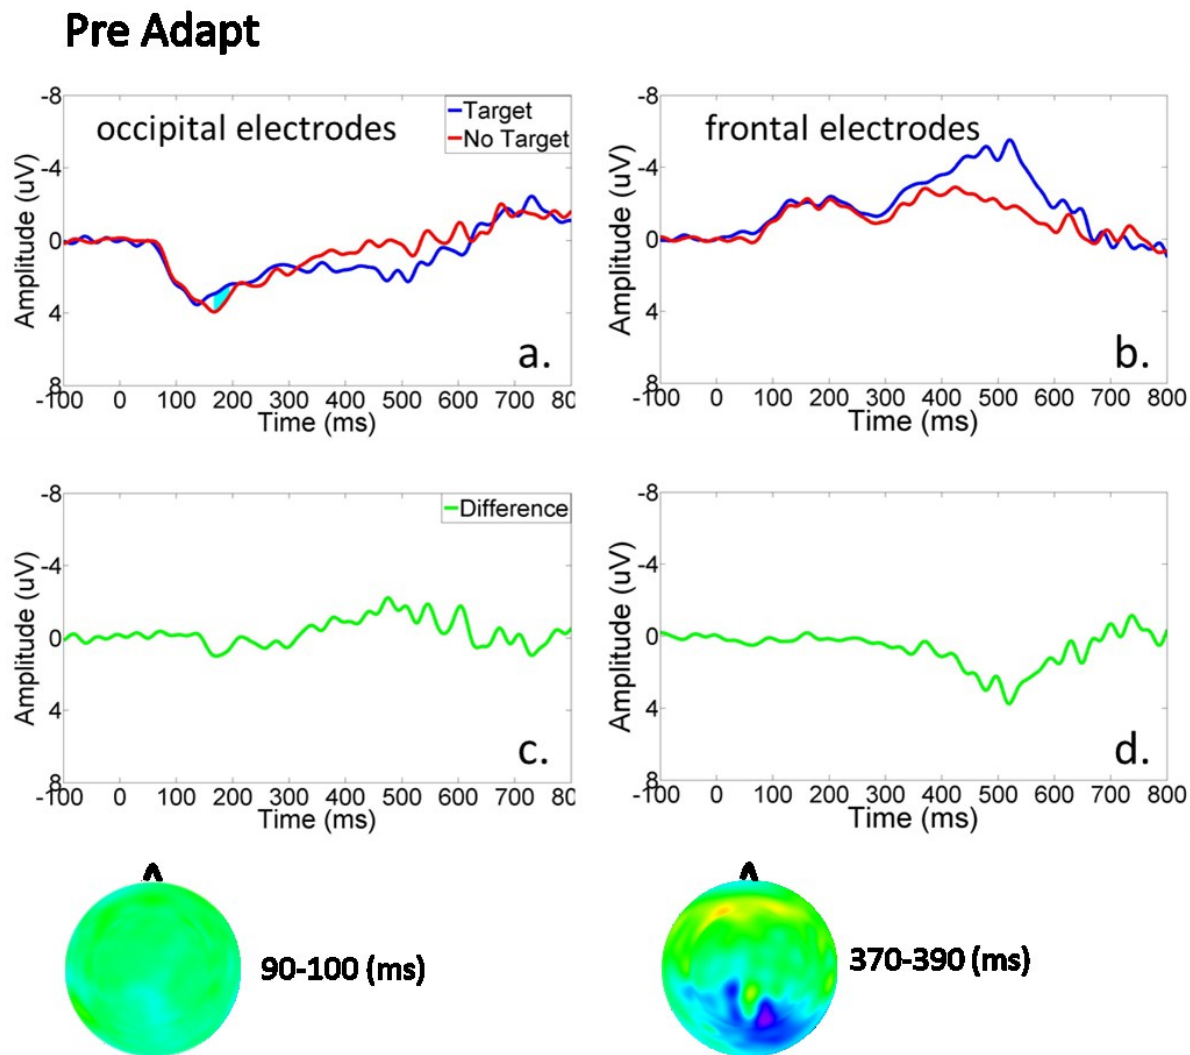 Pre Adapt
-8
-4
0
4
8
Amplitude (uV)
occipital electrodes
Target
No Target
a.
-100 0 100 200 300 400 500 600 700 80
Time (ms)
-8
-4
0
4
8
Amplitude (uV)
frontal electrodes
b.
-100 0 100 200 300 400 500 600 700 800
Time (ms)
-8
-4
0
4
8
Amplitude (uV)
Difference
c.
-100 0 100 200 300 400 500 600 700 80
Time (ms)
-8
-4
0
4
8
Amplitude (uV)
d.
-100 0 100 200 300 400 500 600 700 800
Time (ms)
90-100 (ms)
370-390 (ms)